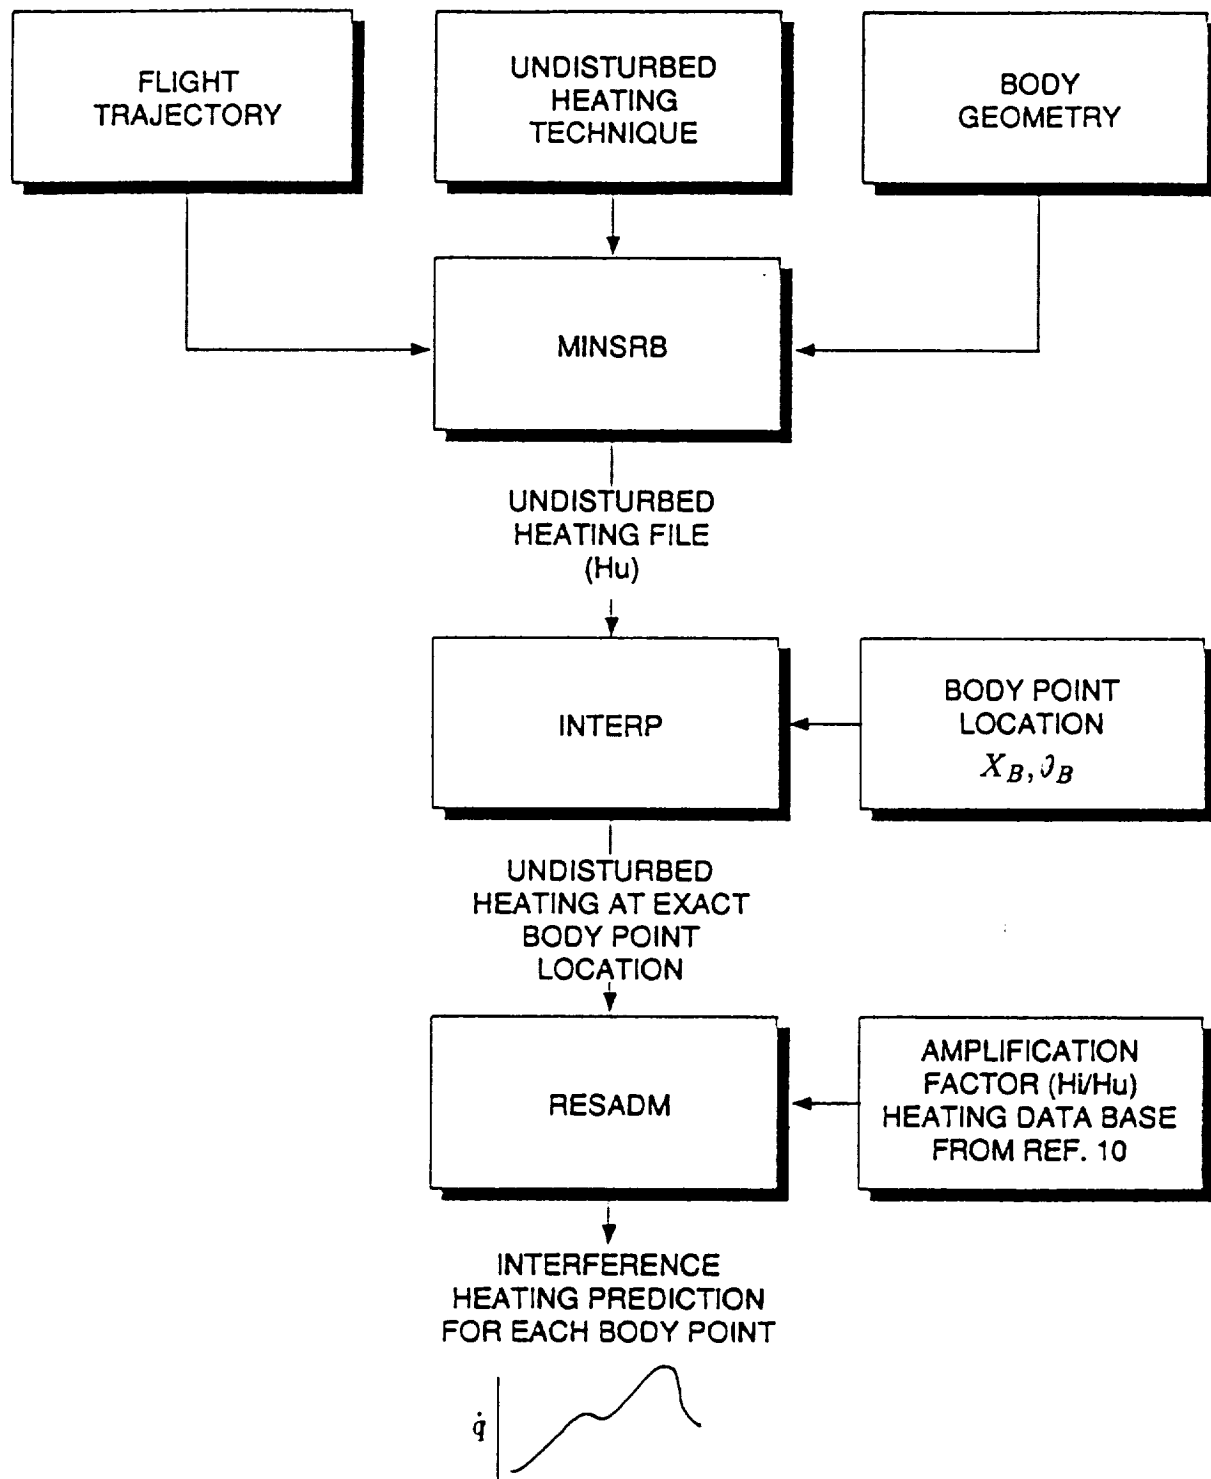 FLIGHT
TRAJECTORY
UNDISTURBED
HEATING
TECHNIQUE
BODY
GEOMETRY
MINSRB
UNDISTURBED
HEATING FILE
(Hu)
INTERP
BODY POINT
LOCATION
X_B, ∂_B
UNDISTURBED
HEATING AT EXACT
BODY POINT
LOCATION
RESADM
AMPLIFICATION
FACTOR (Hi/Hu)
HEATING DATA BASE
FROM REF. 10
INTERFERENCE
HEATING PREDICTION
FOR EACH BODY POINT
q̇